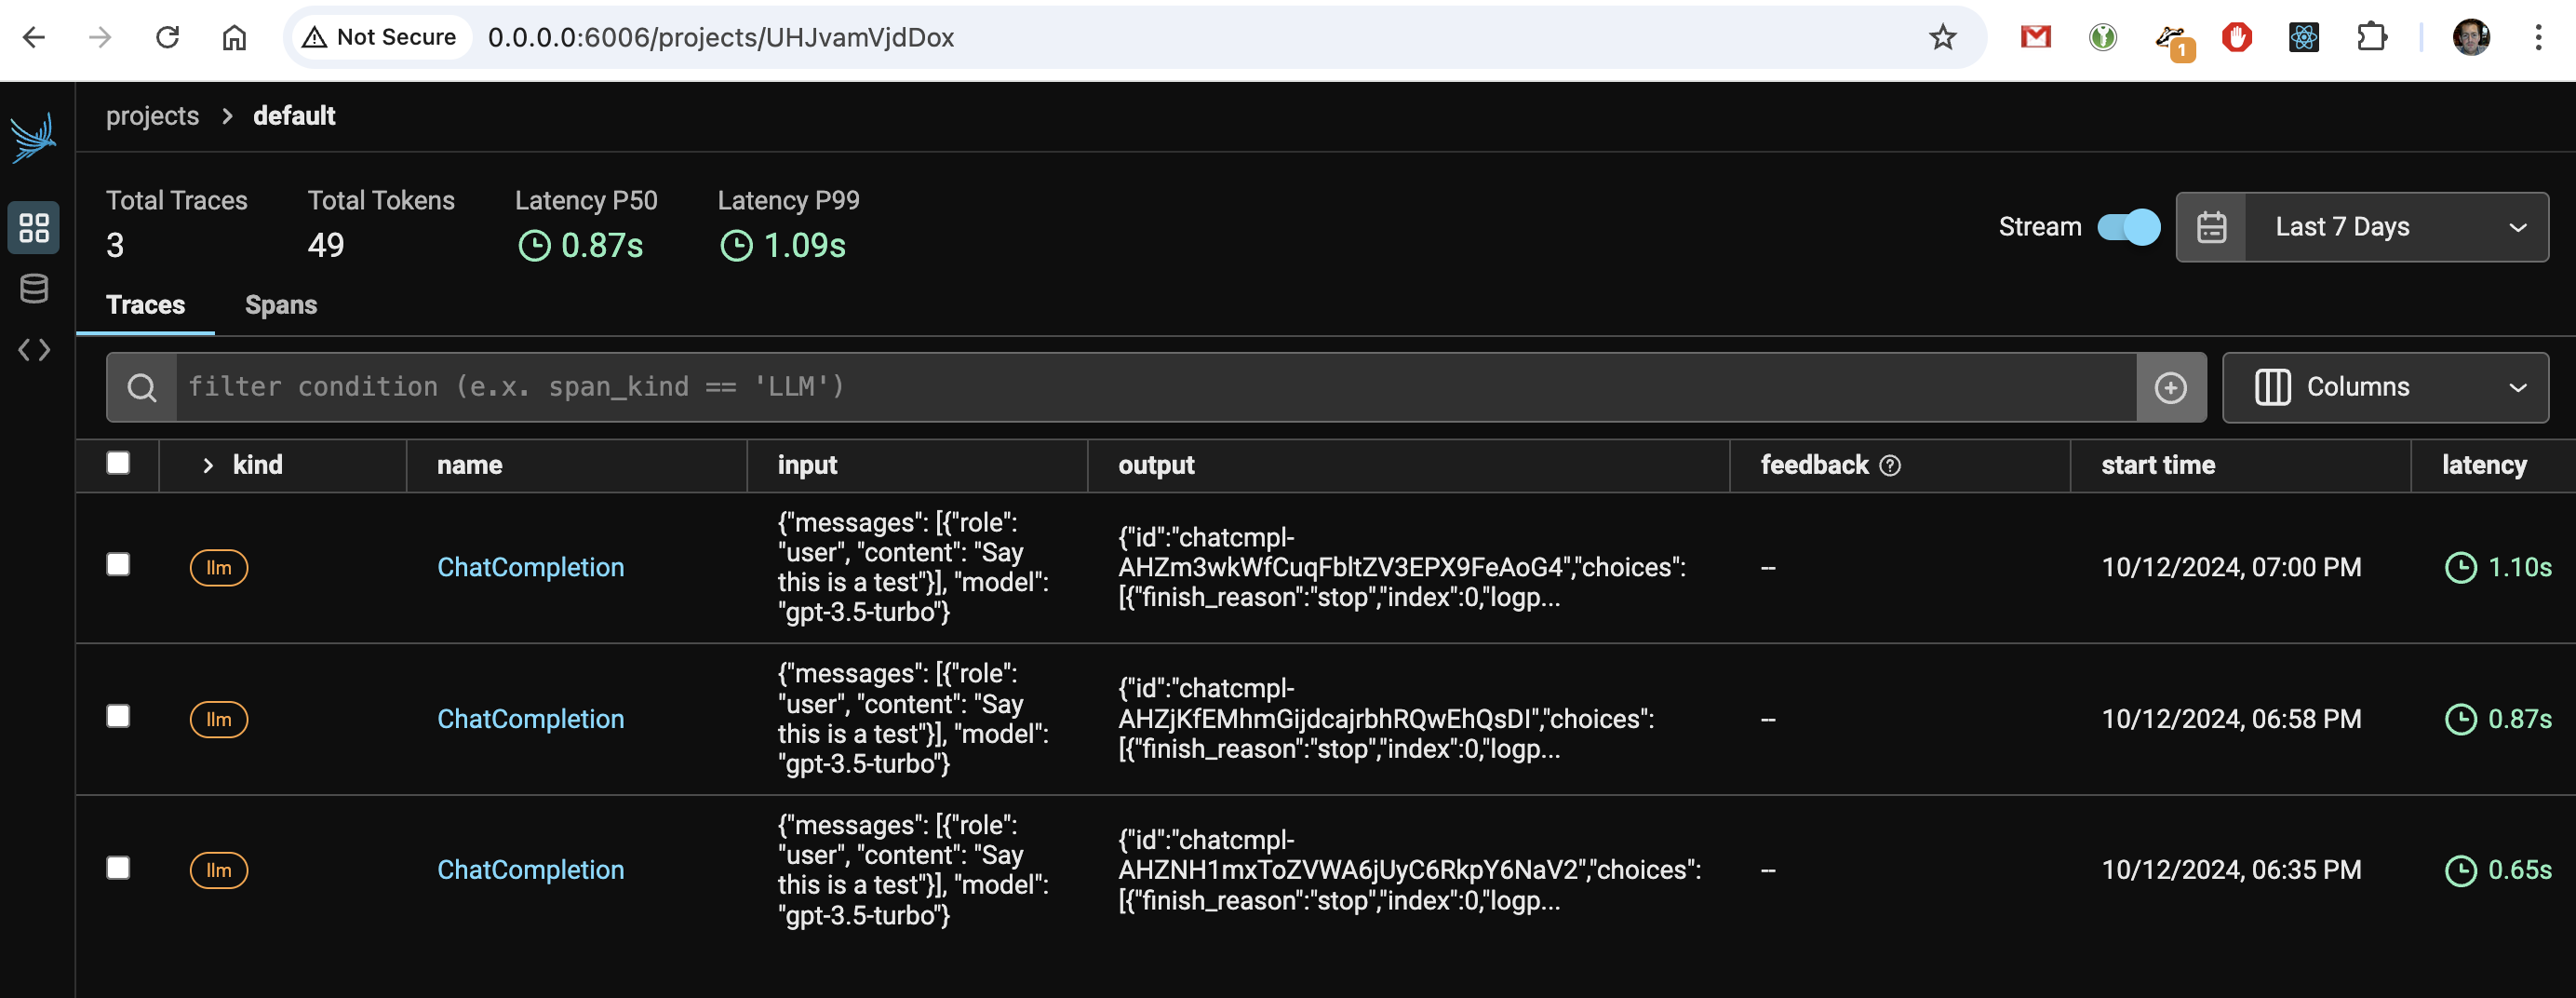 Not Secure 0.0.0.0:6006/projects/UHJvamVjdDox
1
projects > default
Total Traces Total Tokens Latency P50 Latency P99
3 49 0.87s 1.09s
Stream Last 7 Days
Traces Spans
filter condition (e.x. span_kind == 'LLM') Columns
kind name input output feedback start time latency
llm ChatCompletion {"messages": [{"role":
"user", "content": "Say
this is a test"}], "model":
"gpt-3.5-turbo"} {"id":"chatcmpl-
AHZm3wkWfCuqFbltZV3EPX9FeAoG4","choices":
[{"finish_reason":"stop","index":0,"logp... -- 10/12/2024, 07:00 PM 1.10s
llm ChatCompletion {"messages": [{"role":
"user", "content": "Say
this is a test"}], "model":
"gpt-3.5-turbo"} {"id":"chatcmpl-
AHZjKfEMhmGijdcajrbhRQwEhQsDI","choices":
[{"finish_reason":"stop","index":0,"logp... -- 10/12/2024, 06:58 PM 0.87s
llm ChatCompletion {"messages": [{"role":
"user", "content": "Say
this is a test"}], "model":
"gpt-3.5-turbo"} {"id":"chatcmpl-
AHZNH1mxToZVWA6jUyC6RkpY6NaV2","choices":
[{"finish_reason":"stop","index":0,"logp... -- 10/12/2024, 06:35 PM 0.65s